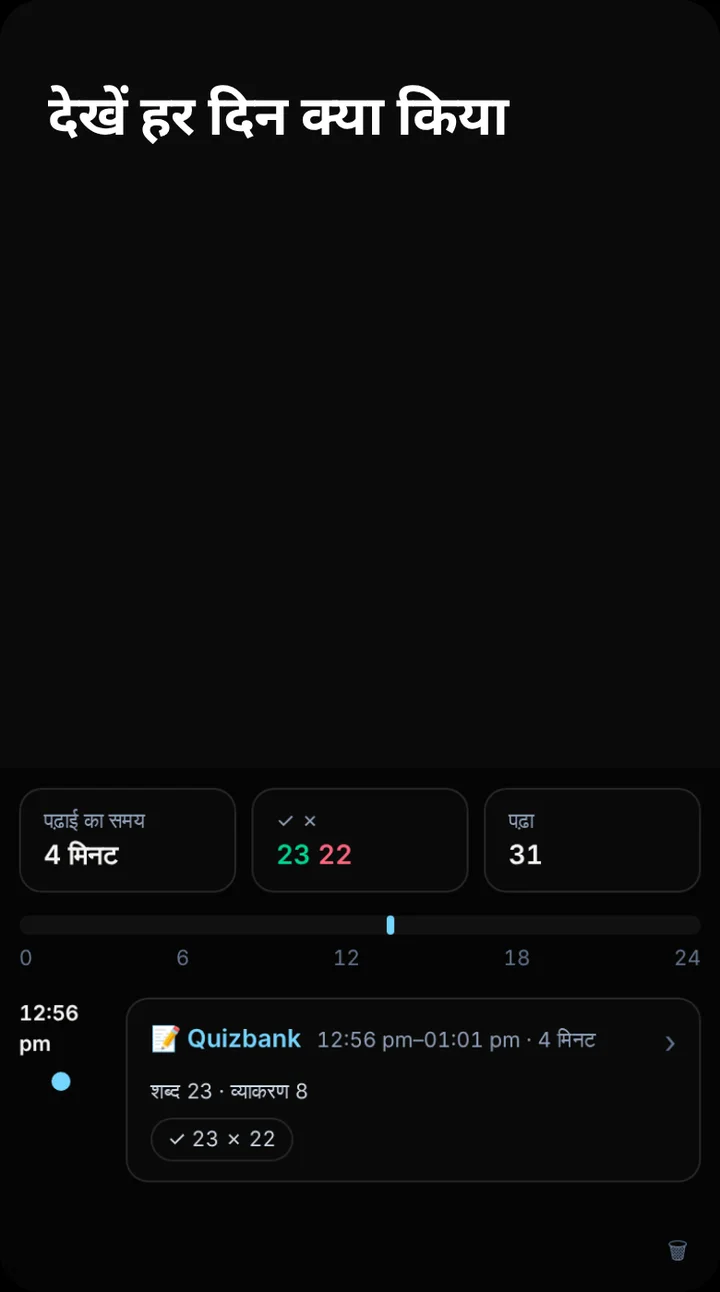 देखें हर दिन क्या किया
पढ़ाई का समय
4 मिनट
✓ ×
23 22
पढ़ा
31
0 6 12 18 24
12:56 pm
📝 Quizbank 12:56 pm–01:01 pm · 4 मिनट ›
शब्द 23 · व्याकरण 8
✓ 23 × 22